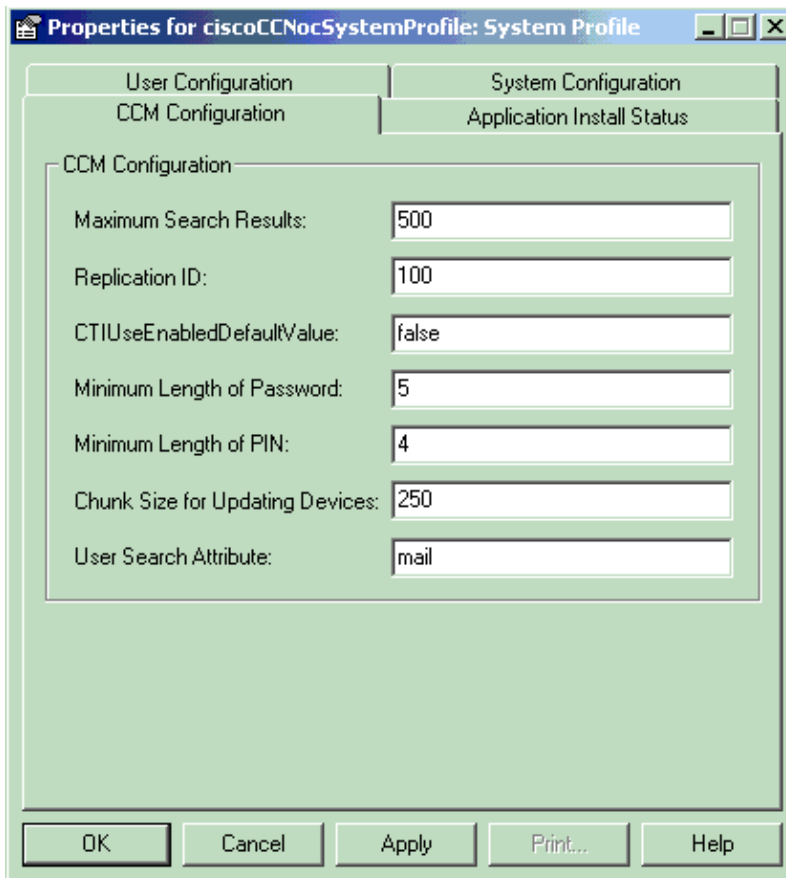 Properties for ciscoCCNocSystemProfile: System Profile
User Configuration
System Configuration
CCM Configuration
Application Install Status
CCM Configuration
Maximum Search Results: 500
Replication ID: 100
CTIUseEnabledDefaultValue: false
Minimum Length of Password: 5
Minimum Length of PIN: 4
Chunk Size for Updating Devices: 250
User Search Attribute: mail
OK
Cancel
Apply
Print...
Help